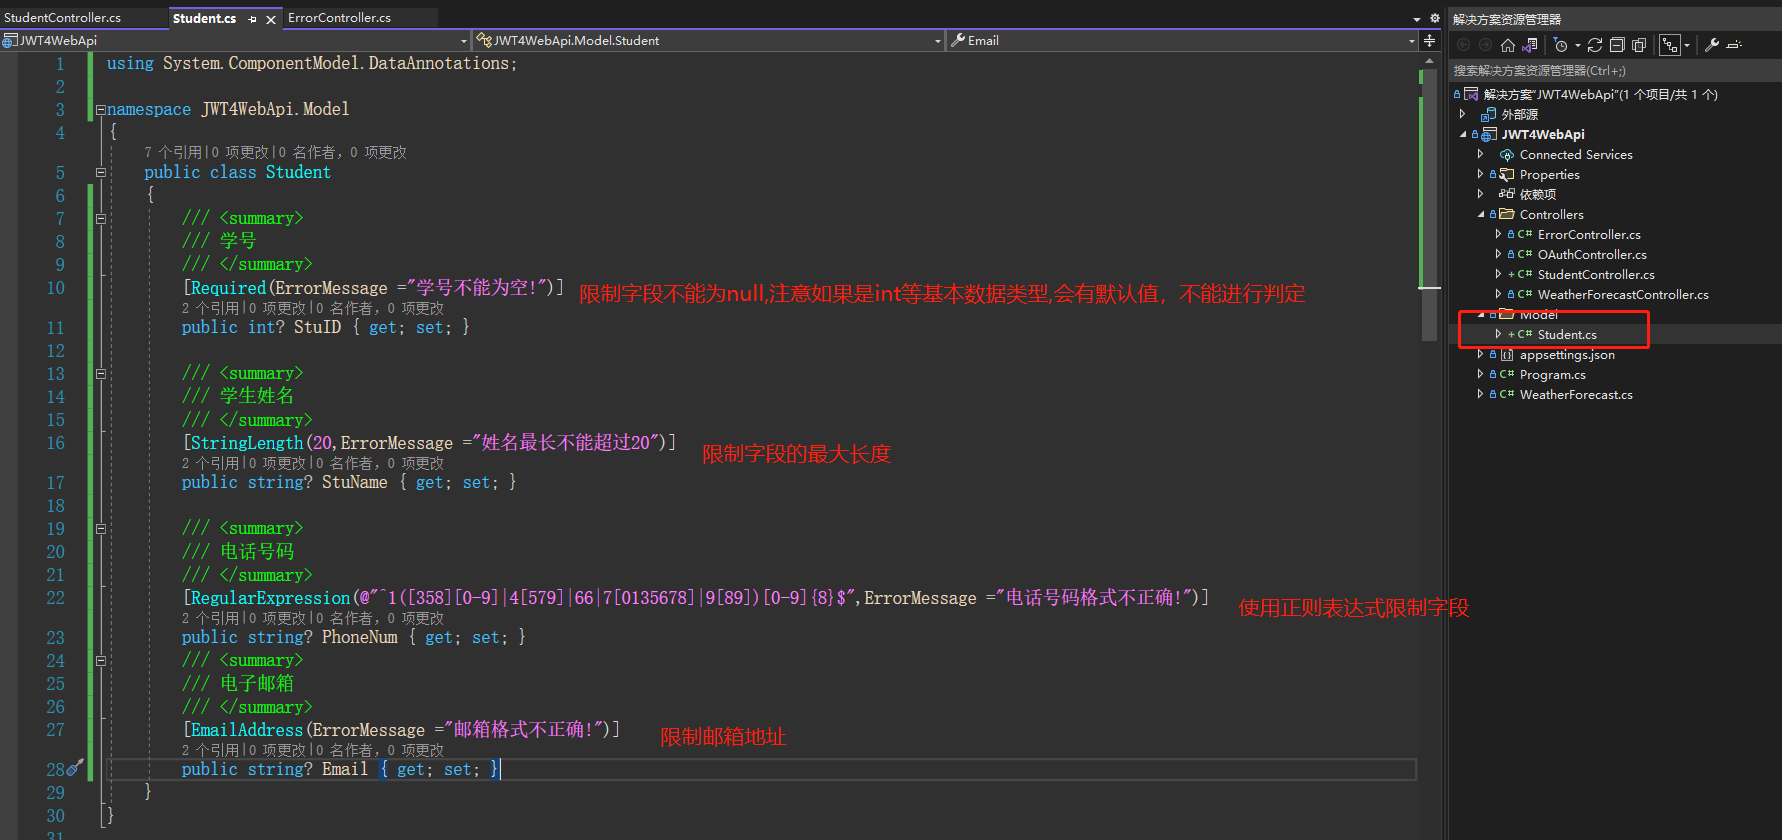 StudentController.cs
Student.cs
ErrorController.cs
JWT4WebApi
JWT4WebApi.Model.Student
Email
1 using System.ComponentModel.DataAnnotations;
2
3 namespace JWT4WebApi.Model
4 {
7 个引用|0 项更改|0 名作者，0 项更改
5 public class Student
6 {
7 /// <summary>
8 /// 学号
9 /// </summary>
10 [Required(ErrorMessage ="学号不能为空!")]
限制字段不能为null,注意如果是int等基本数据类型,会有默认值，不能进行判定
2 个引用|0 项更改|0 名作者，0 项更改
11 public int? StuID { get; set; }
12
13 /// <summary>
14 /// 学生姓名
15 /// </summary>
16 [StringLength(20,ErrorMessage ="姓名最长不能超过20")]
限制字段的最大长度
2 个引用|0 项更改|0 名作者，0 项更改
17 public string? StuName { get; set; }
18
19 /// <summary>
20 /// 电话号码
21 /// </summary>
22 [RegularExpression(@"^1([358][0-9]|4[579]|66|7[0135678]|9[89])[0-9]{8}$",ErrorMessage ="电话号码格式不正确!")]
使用正则表达式限制字段
2 个引用|0 项更改|0 名作者，0 项更改
23 public string? PhoneNum { get; set; }
24 /// <summary>
25 /// 电子邮箱
26 /// </summary>
27 [EmailAddress(ErrorMessage ="邮箱格式不正确!")]
限制邮箱地址
2 个引用|0 项更改|0 名作者，0 项更改
28 public string? Email { get; set; }
29 }
30 }
31
解决方案资源管理器
搜索解决方案资源管理器(Ctrl+;)
解决方案"JWT4WebApi"(1 个项目/共 1 个)
外部源
JWT4WebApi
Connected Services
Properties
依赖项
Controllers
C# ErrorController.cs
C# OAuthController.cs
+ C# StudentController.cs
C# WeatherForecastController.cs
Model
+ C# Student.cs
appsettings.json
C# Program.cs
C# WeatherForecast.cs